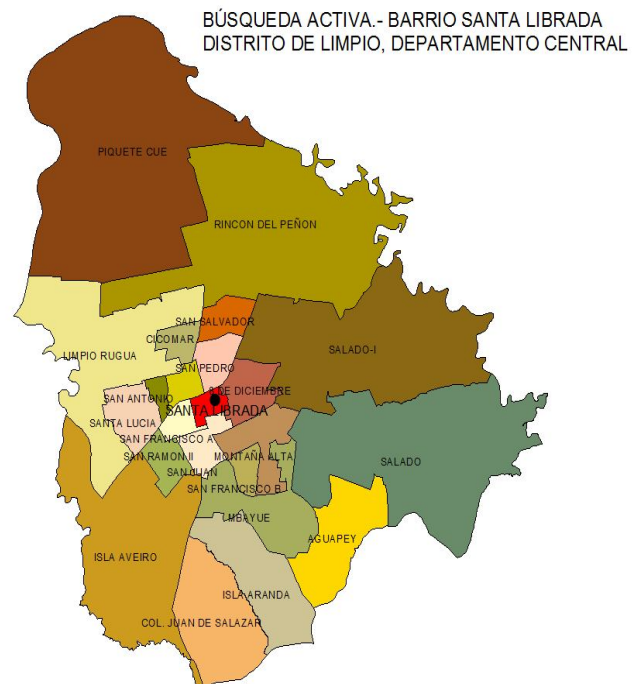 BÚSQUEDA ACTIVA.- BARRIO SANTA LIBRADA
DISTRITO DE LIMPIO, DEPARTAMENTO CENTRAL
PIQUETE CUE
RINCON DEL PEÑON
SAN SALVADOR
CICOMAR
SALADO-I
LIMPIO RUGUA
SAN PEDRO
8 DE DICIEMBRE
SAN ANTONIO
SANTA LIBRADA
SANTA LUCIA
SAN FRANCISCO A
SAN RAMON II
MONTAÑA ALTA
SALADO
SAN JUAN
SAN FRANCISCO B
MBAYUE
AGUAPEY
ISLA AVEIRO
ISLA ARANDA
COL. JUAN DE SALAZAR